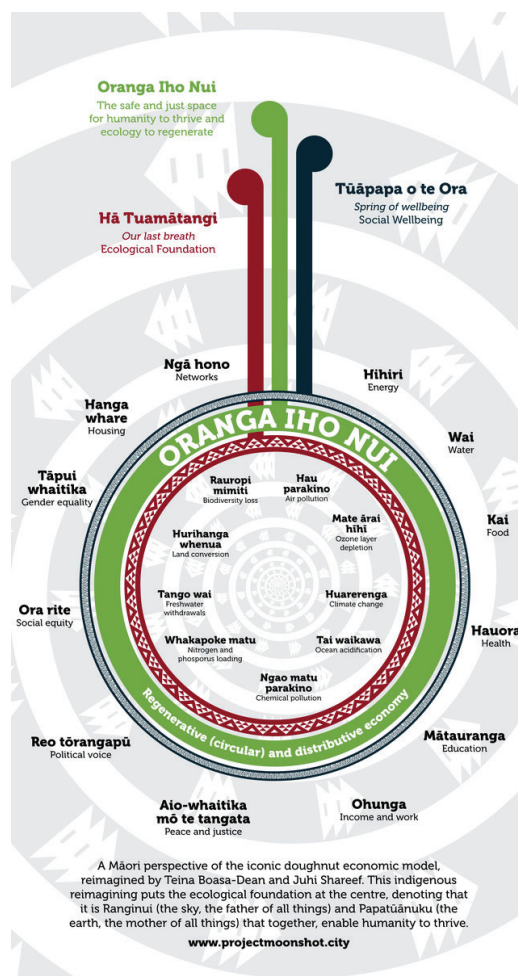 Oranga Iho Nui
The safe and just space
for humanity to thrive and
ecology to regenerate
Tūāpapa o te Ora
Spring of wellbeing
Social Wellbeing
Hā Tuamātangi
Our last breath
Ecological Foundation
Ngā hono
Networks
Hihiri
Energy
Hanga
whare
Housing
Wai
Water
Tāpui
whaitika
Gender equality
Kai
Food
Ora rite
Social equity
Hauora
Health
Reo tōrangapū
Political voice
Mātauranga
Education
Aio-whaitika
mō te tangata
Peace and justice
Ohunga
Income and work
ORANGA IHO NUI
Rauropi
mimiti
Biodiversity loss
Hau
parakino
Air pollution
Hurihanga
whenua
Land conversion
Mate ārai
hīhī
Ozone layer
depletion
Tango wai
Freshwater
withdrawals
Huarerenga
Climate change
Whakapoke matu
Nitrogen and
phosporus loading
Tai waikawa
Ocean acidification
Ngao matu
parakino
Chemical pollution
Regenerative (circular) and distributive economy
A Māori perspective of the iconic doughnut economic model,
reimagined by Teina Boasa-Dean and Juhi Shareef. This indigenous
reimagining puts the ecological foundation at the centre, denoting that
it is Ranginui (the sky, the father of all things) and Papatūānuku (the
earth, the mother of all things) that together, enable humanity to thrive.
www.projectmoonshot.city